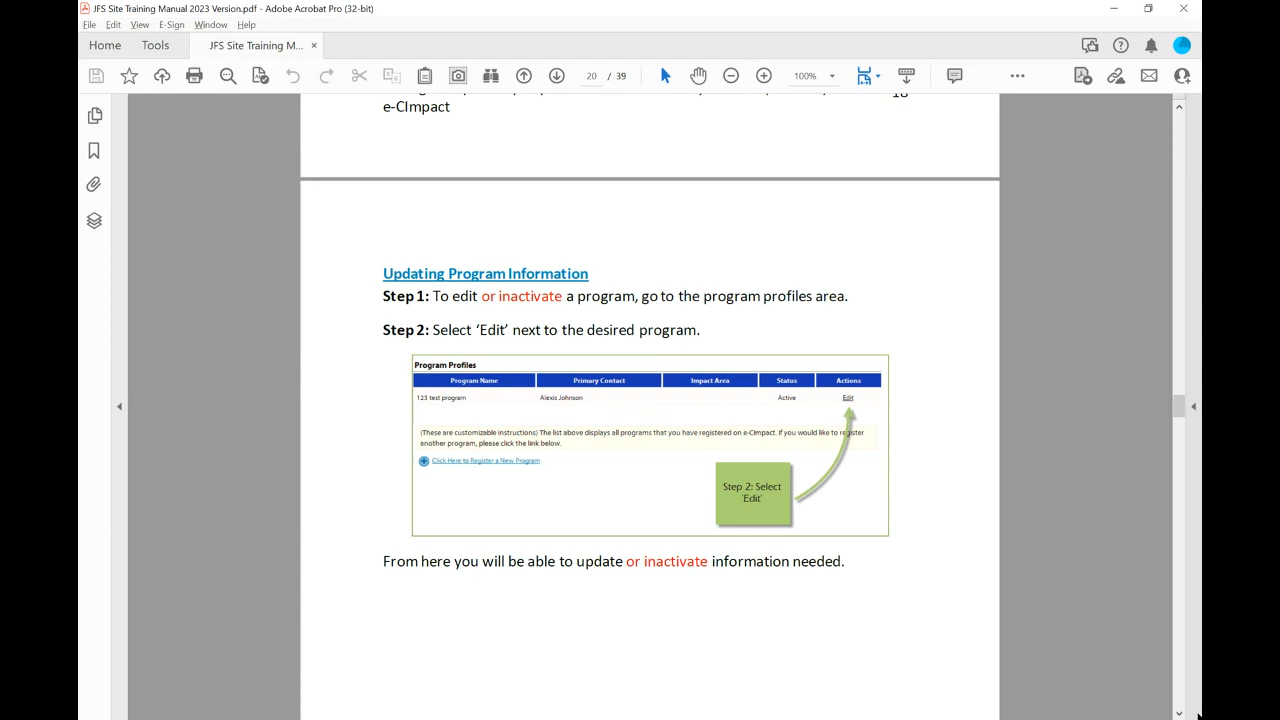 JFS Site Training Manual 2023 Version.pdf - Adobe Acrobat Pro (32-bit)
File Edit View E-Sign Window Help
Home Tools JFS Site Training M... ×
20 / 39 100%
e-CImpact
Updating Program Information
Step 1: To edit or inactivate a program, go to the program profiles area.
Step 2: Select ‘Edit’ next to the desired program.
Program Profiles
Program Name Primary Contact Impact Area Status Actions
123 test program Alexis Johnson Active Edit
(These are customizable instructions) The list above displays all programs that you have registered on e-CImpact. If you would like to register
another program, please click the link below.
Click Here to Register a New Program
Step 2: Select
‘Edit’
From here you will be able to update or inactivate information needed.